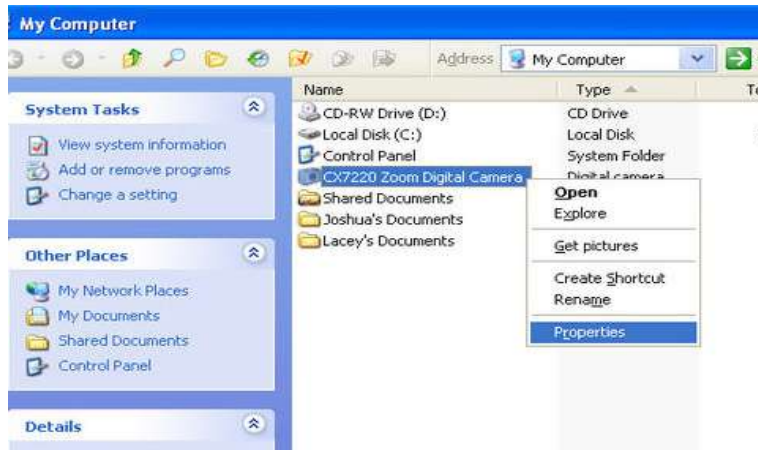 My Computer
Address My Computer
System Tasks
View system information
Add or remove programs
Change a setting
Other Places
My Network Places
My Documents
Shared Documents
Control Panel
Details
Name Type
CD-RW Drive (D:) CD Drive
Local Disk (C:) Local Disk
Control Panel System Folder
CX7220 Zoom Digital Camera Digital camera
Shared Documents
Joshua's Documents
Lacey's Documents
Open
Explore
Get pictures
Create Shortcut
Rename
Properties